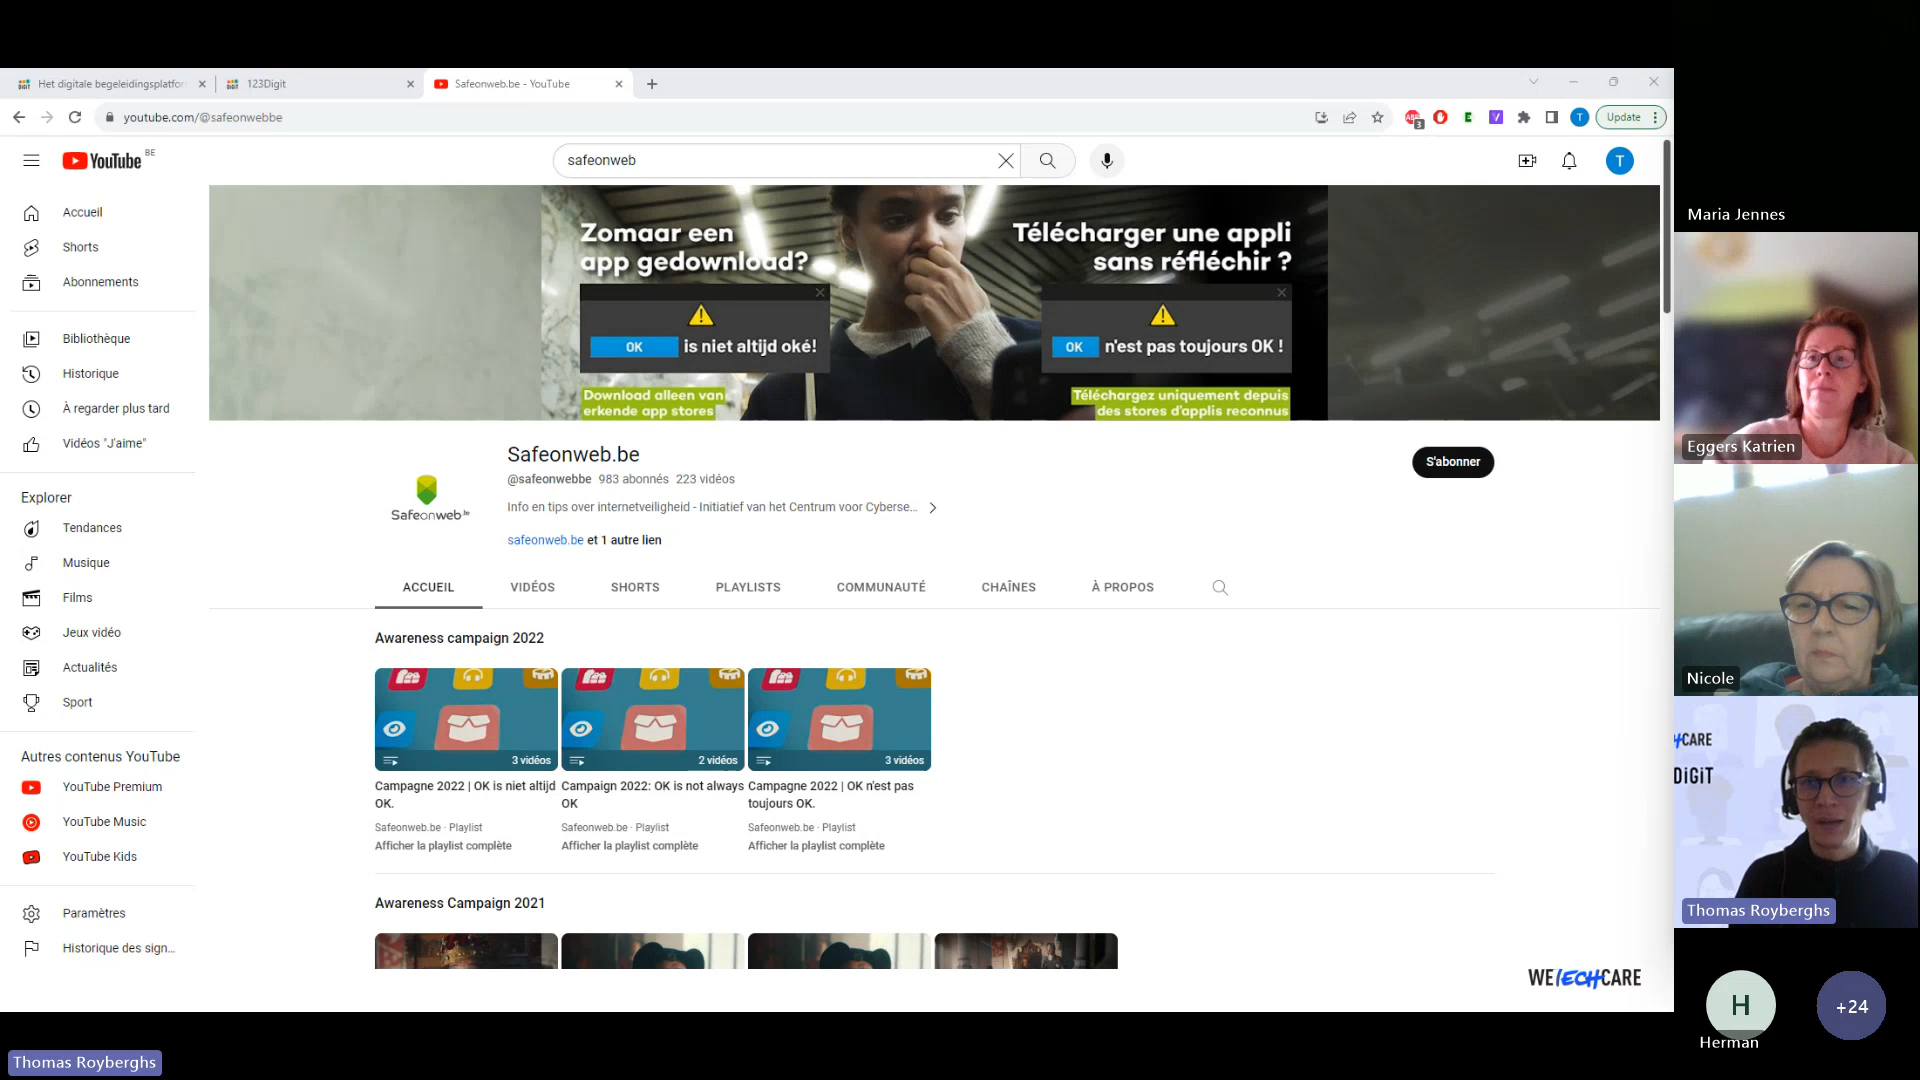 Het digitale begeleidingsplatfor
123Digit
Safeonweb.be - YouTube
youtube.com/@safeonwebbe
3
T
Update
YouTube BE
safeonweb
T
Accueil
Shorts
Abonnements
Bibliothèque
Historique
À regarder plus tard
Vidéos "J'aime"
Explorer
Tendances
Musique
Films
Jeux vidéo
Actualités
Sport
Autres contenus YouTube
YouTube Premium
YouTube Music
YouTube Kids
Paramètres
Historique des sign...
Zomaar een
app gedownload?
OK is niet altijd oké!
Download alleen van
erkende app stores
Télécharger une appli
sans réfléchir ?
OK n'est pas toujours OK !
Téléchargez uniquement depuis
des stores d'applis reconnus
Safeonweb.be
Safeonweb.be
@safeonwebbe 983 abonnés 223 vidéos
Info en tips over internetveiligheid - Initiatief van het Centrum voor Cyberse...
safeonweb.be et 1 autre lien
S'abonner
ACCUEIL
VIDÉOS
SHORTS
PLAYLISTS
COMMUNAUTÉ
CHAÎNES
À PROPOS
Awareness campaign 2022
3 vidéos
Campagne 2022 | OK is niet altijd
OK.
Safeonweb.be · Playlist
Afficher la playlist complète
2 vidéos
Campaign 2022: OK is not always
OK
Safeonweb.be · Playlist
Afficher la playlist complète
3 vidéos
Campagne 2022 | OK n'est pas
toujours OK.
Safeonweb.be · Playlist
Afficher la playlist complète
Awareness Campaign 2021
WETECHCARE
Maria Jennes
Eggers Katrien
Nicole
HCARE
DIGIT
Thomas Royberghs
H
Herman
+24
Thomas Royberghs